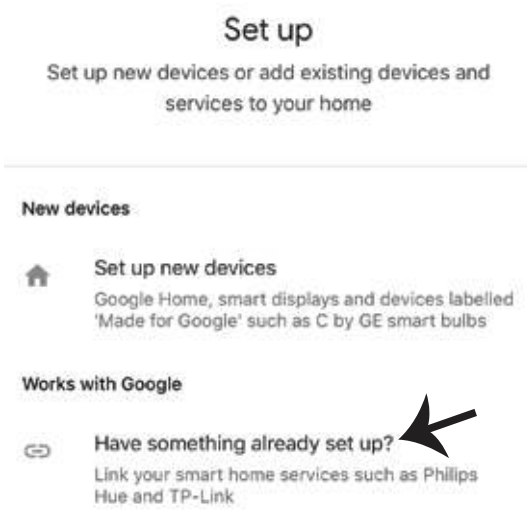 Set up
Set up new devices or add existing devices and
services to your home
New devices
Set up new devices
Google Home, smart displays and devices labelled
'Made for Google' such as C by GE smart bulbs
Works with Google
Have something already set up?
Link your smart home services such as Philips
Hue and TP-Link